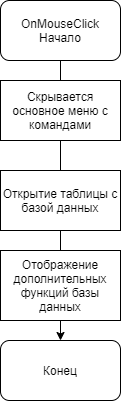 OnMouseClick
Начало
Скрывается
основное меню с
командами
Открытие таблицы с
базой данных
Отображение
дополнительных
функций базы
данных
Конец